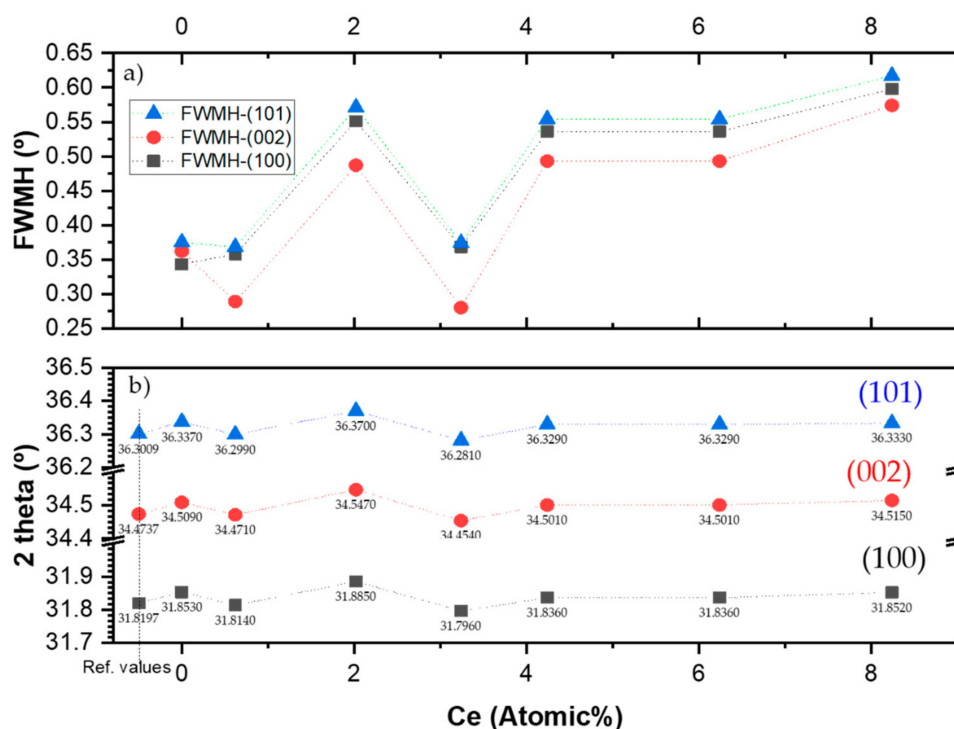 0 2 4 6 8
a)
0.65
0.60
0.55
0.50
0.45
0.40
0.35
0.30
0.25
FWMH (º)
FWMH-(101)
FWMH-(002)
FWMH-(100)
b)
36.5
36.4
36.3
36.2
34.5
34.4
31.9
31.8
31.7
2 theta (º)
(101)
36.3009 36.3370 36.2990 36.3700 36.2810 36.3290 36.3290 36.3330
(002)
34.4737 34.5090 34.4710 34.5470 34.4540 34.5010 34.5010 34.5150
(100)
31.8197 31.8530 31.8140 31.8850 31.7960 31.8360 31.8360 31.8520
Ref. values 0 2 4 6 8
Ce (Atomic%)